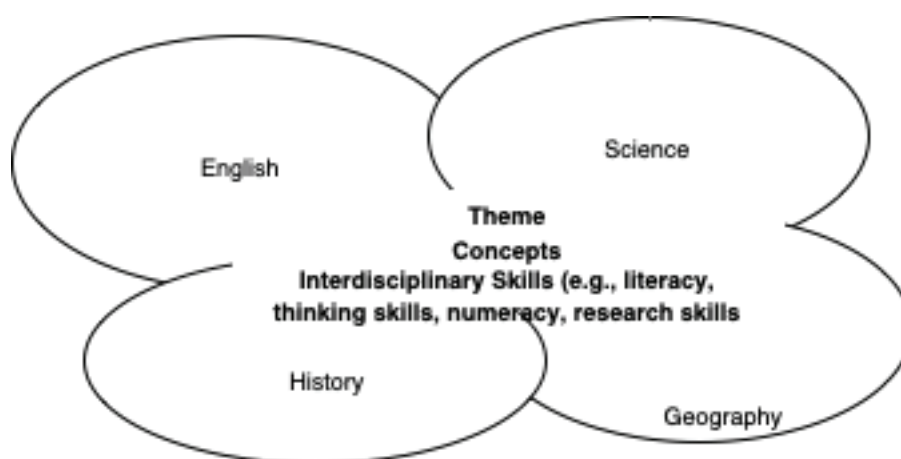 English
Science
Theme
Concepts
Interdisciplinary Skills (e.g., literacy,
thinking skills, numeracy, research skills
History
Geography